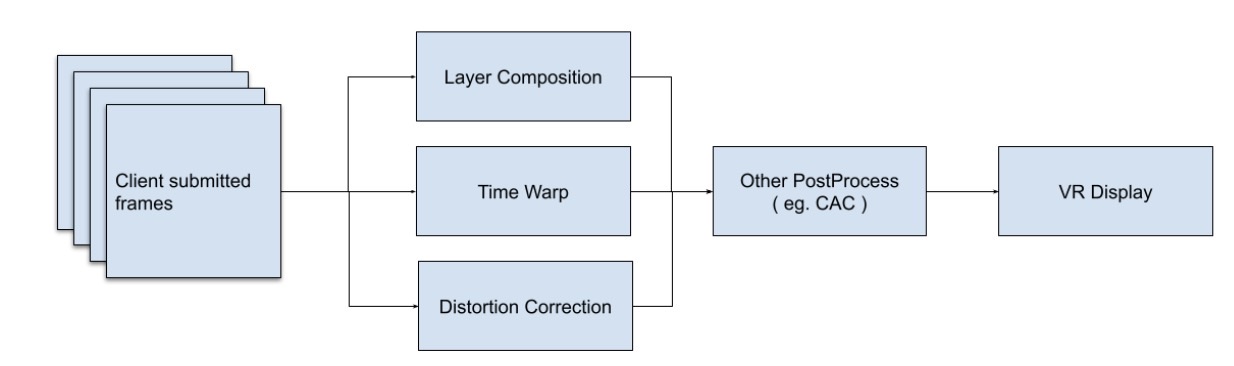 Client submitted
frames
Layer Composition
Time Warp
Distortion Correction
Other PostProcess
( eg. CAC )
VR Display